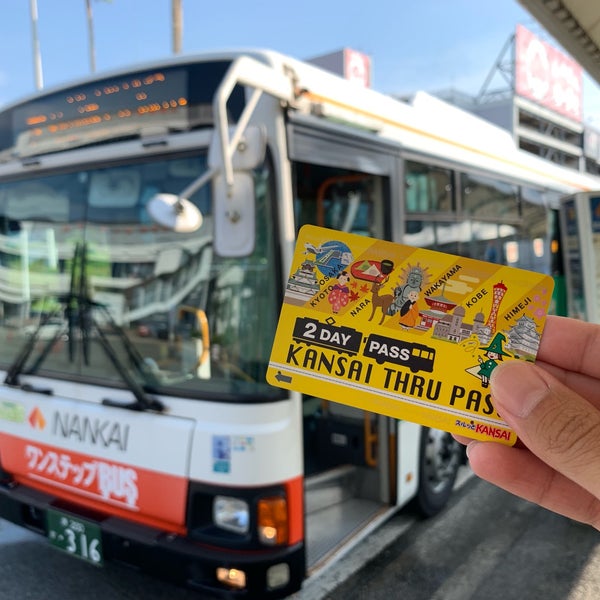 KYOTO
NARA
WAKAYAMA
KOBE
HIMEJI
2 DAY PASS
KANSAI THRU PAS
スルッとKANSAI
NANKAI
ワンステップBUS
316